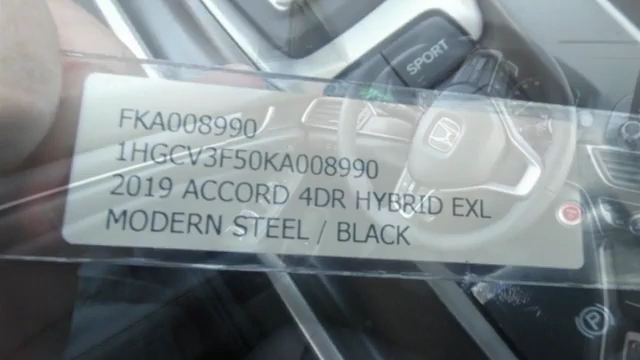 SPORT
FKA008990
1HGCV3F50KA008990
2019 ACCORD 4DR HYBRID EXL
MODERN STEEL / BLACK
P